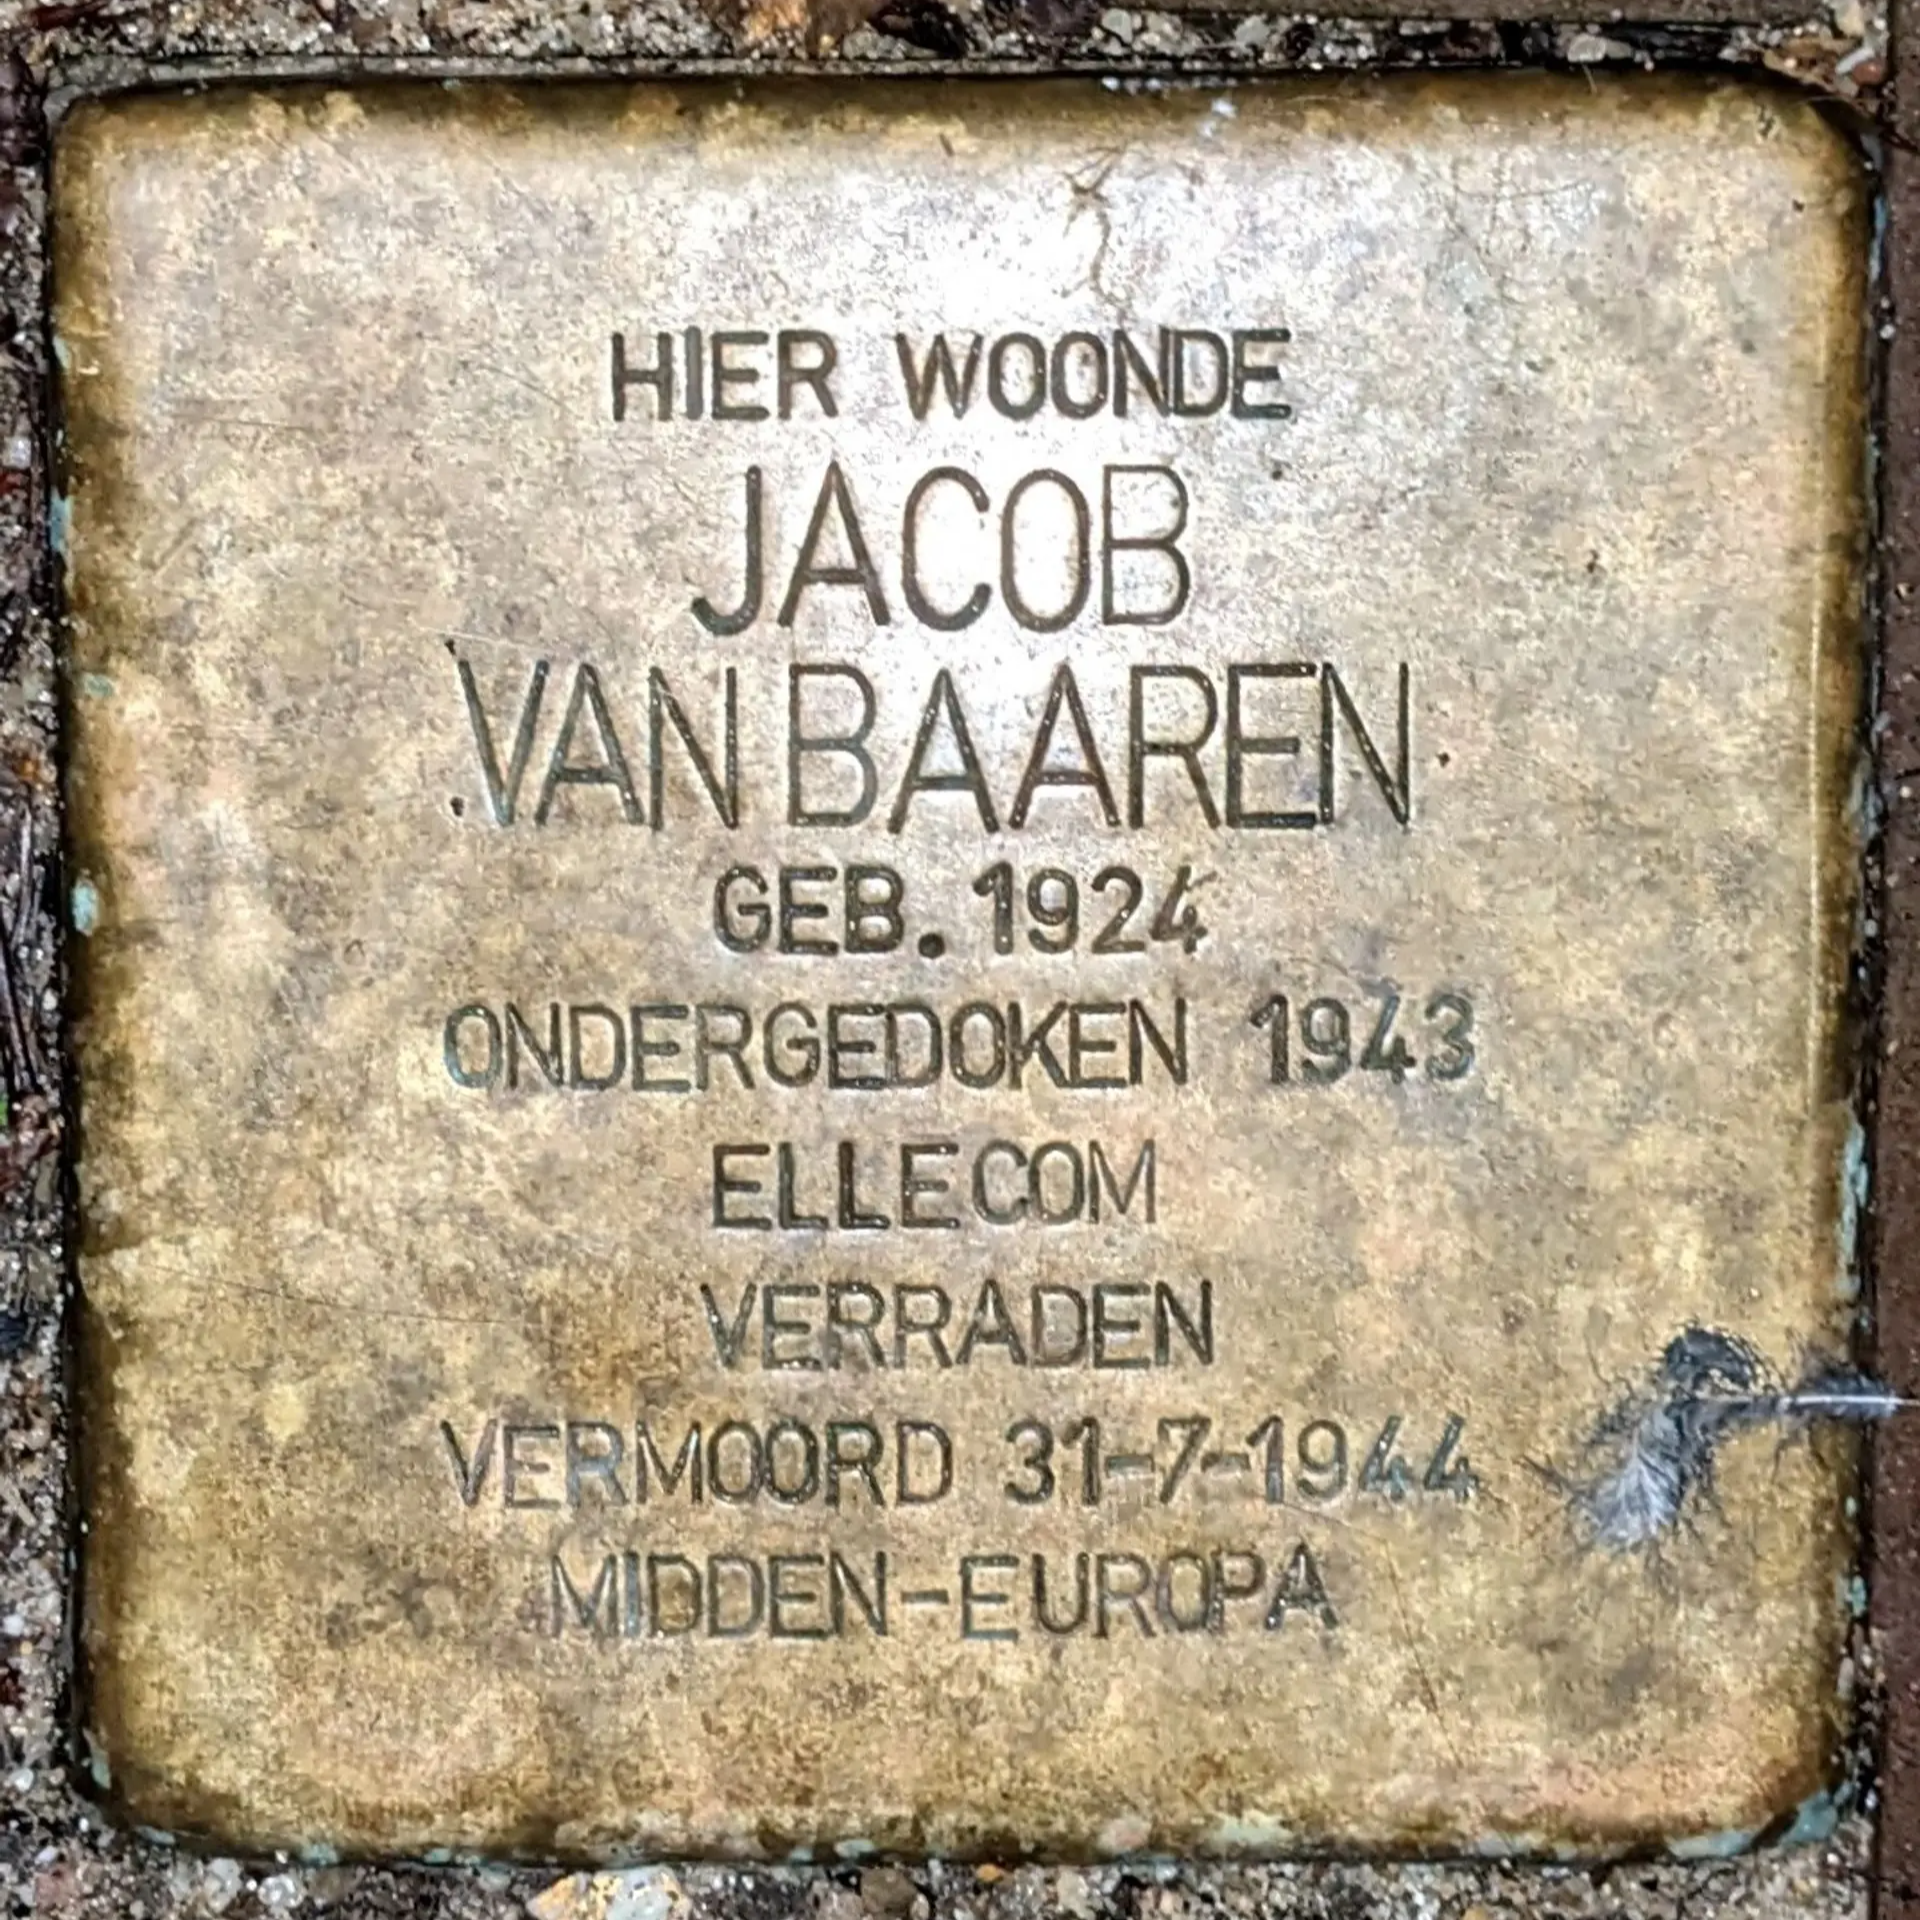 HIER WOONDE
JACOB
VAN BAAREN
GEB. 1924
ONDERGEDOKEN 1943
ELLECOM
VERRADEN
VERMOORD 31-7-1944
MIDDEN-EUROPA